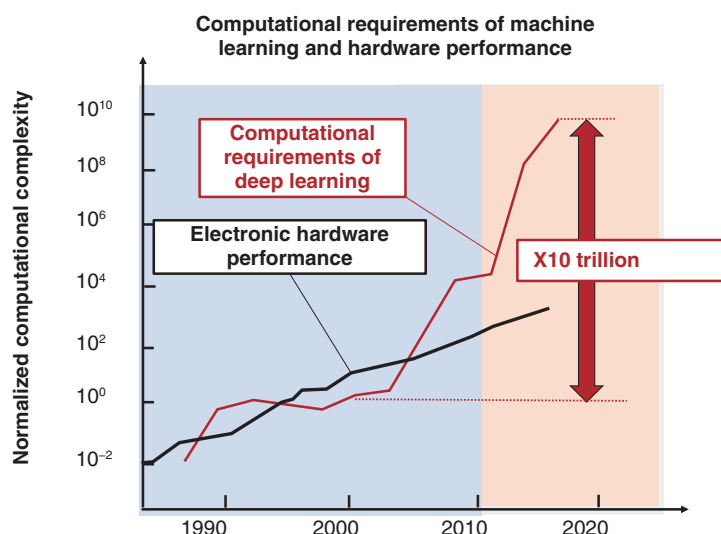 Computational requirements of machine
learning and hardware performance
Normalized computational complexity
10¹⁰
10⁸
10⁶
10⁴
10²
10⁰
10⁻²
Computational
requirements of
deep learning
Electronic hardware
performance
X10 trillion
1990
2000
2010
2020